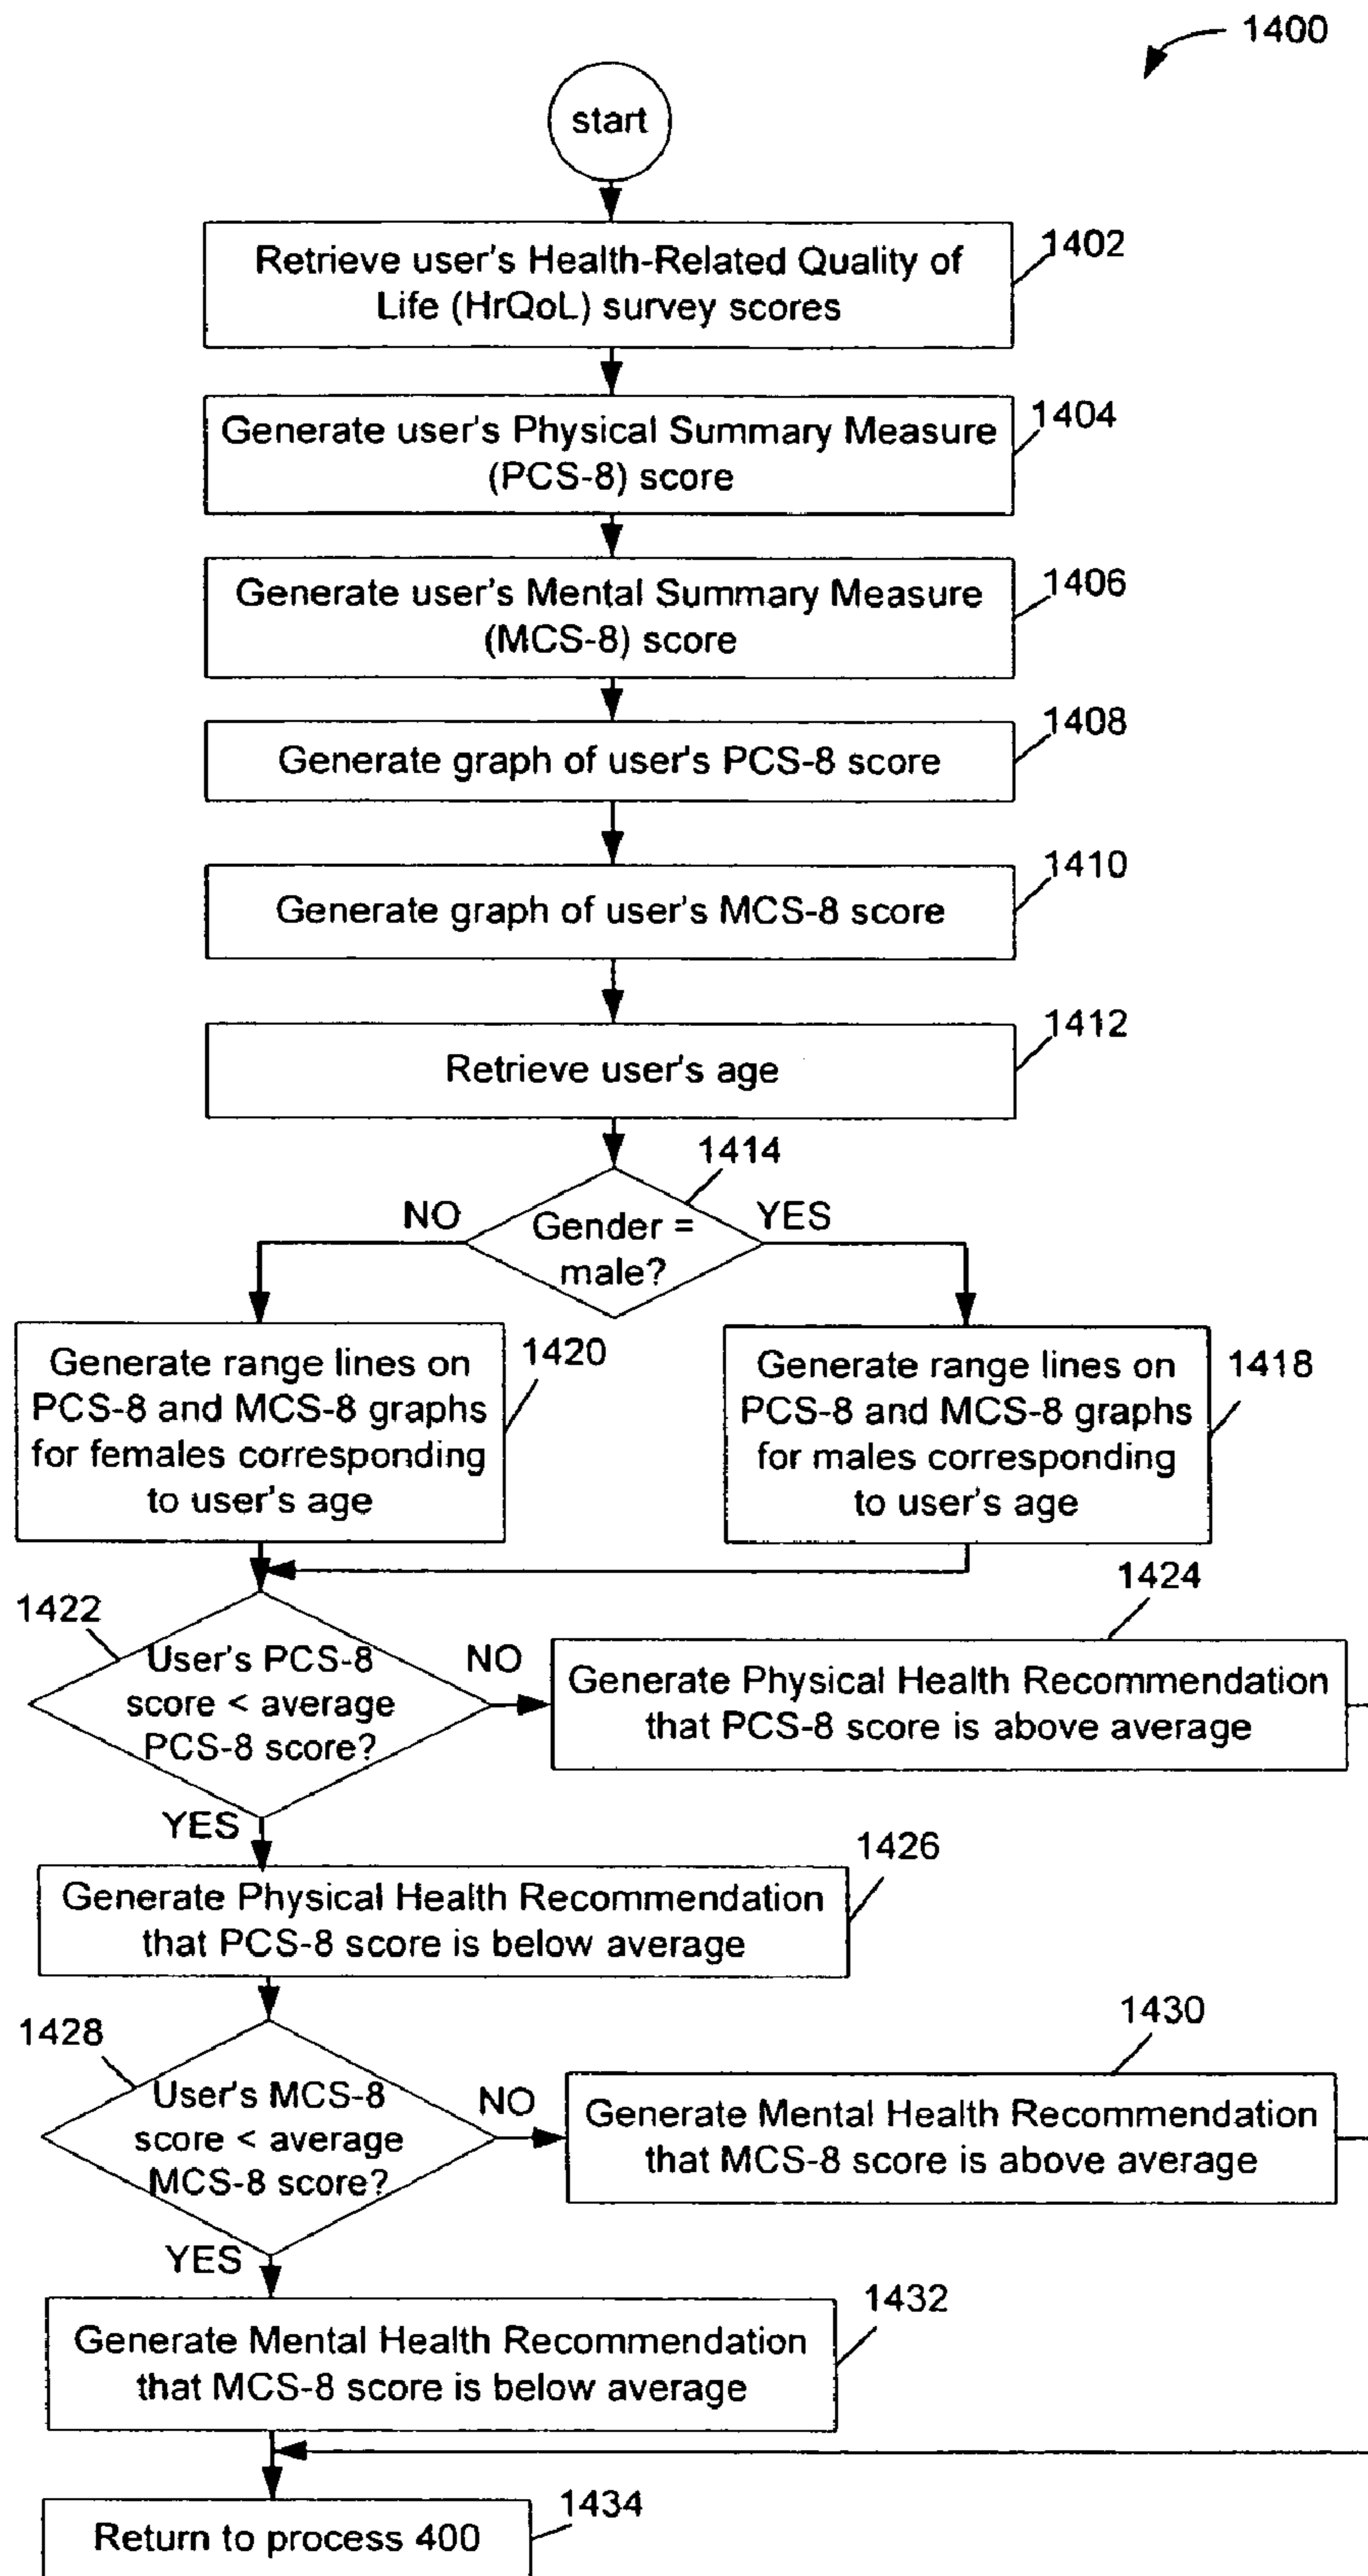 1400
start
Retrieve user's Health-Related Quality of
Life (HrQoL) survey scores
1402
Generate user's Physical Summary Measure
(PCS-8) score
1404
Generate user's Mental Summary Measure
(MCS-8) score
1406
Generate graph of user's PCS-8 score
1408
Generate graph of user's MCS-8 score
1410
Retrieve user's age
1412
1414
NO
Gender =
male?
YES
Generate range lines on
PCS-8 and MCS-8 graphs
for females corresponding
to user's age
1420
Generate range lines on
PCS-8 and MCS-8 graphs
for males corresponding
to user's age
1418
1422
User's PCS-8
score < average
PCS-8 score?
NO
1424
Generate Physical Health Recommendation
that PCS-8 score is above average
YES
1426
Generate Physical Health Recommendation
that PCS-8 score is below average
1428
User's MCS-8
score < average
MCS-8 score?
NO
1430
Generate Mental Health Recommendation
that MCS-8 score is above average
YES
1432
Generate Mental Health Recommendation
that MCS-8 score is below average
Return to process 400
1434